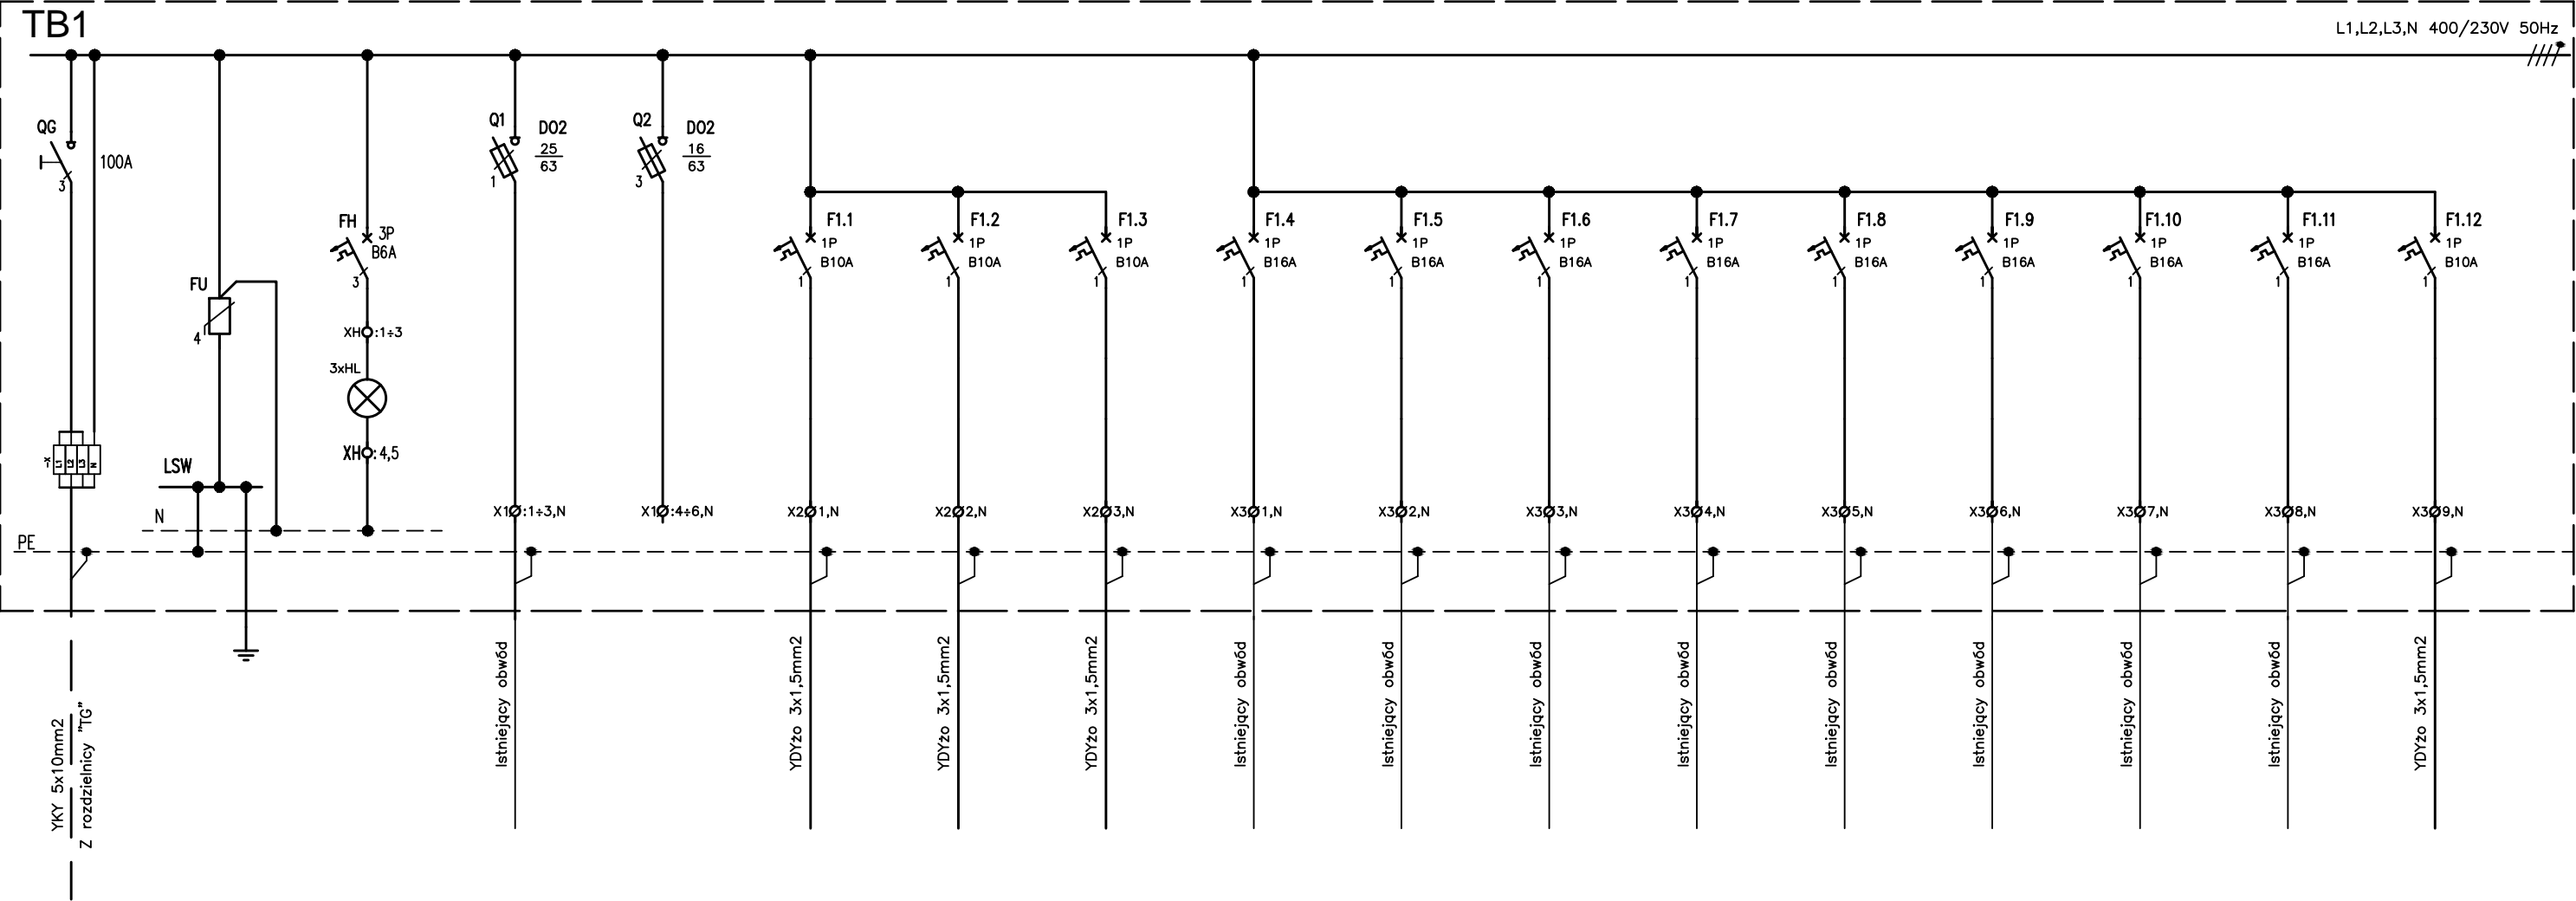 TB1
L1,L2,L3,N 400/230V 50Hz
QG
100A
3
Q1
DO2
25
63
1
Q2
DO2
16
63
3
FH
3P
B6A
3
F1.1
1P
B10A
1
F1.2
1P
B10A
1
F1.3
1P
B10A
1
F1.4
1P
B16A
1
F1.5
1P
B16A
1
F1.6
1P
B16A
1
F1.7
1P
B16A
1
F1.8
1P
B16A
1
F1.9
1P
B16A
1
F1.10
1P
B16A
1
F1.11
1P
B16A
1
F1.12
1P
B10A
1
FU
4
XH:1÷3
3xHL
XH:4,5
-X
L1
L2
L3
N
LSW
N
PE
X1:1÷3,N
X1:4÷6,N
X2 1,N
X2 2,N
X2 3,N
X3 1,N
X3 2,N
X3 3,N
X3 4,N
X3 5,N
X3 6,N
X3 7,N
X3 8,N
X3 9,N
YKY 5x10mm2
Z rozdzielnicy "TG"
Istniejący obwód
YDYżo 3x1,5mm2
YDYżo 3x1,5mm2
YDYżo 3x1,5mm2
Istniejący obwód
Istniejący obwód
Istniejący obwód
Istniejący obwód
Istniejący obwód
Istniejący obwód
Istniejący obwód
Istniejący obwód
YDYżo 3x1,5mm2